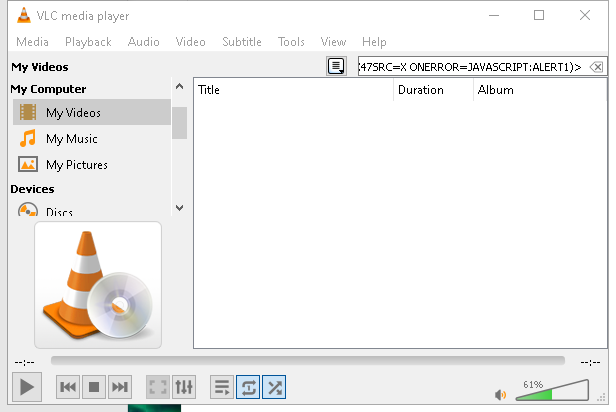 VLC media player
Media Playback Audio Video Subtitle Tools View Help
My Videos
47SRC=X ONERROR=JAVASCRIPT:ALERT1)>
My Computer
My Videos
My Music
My Pictures
Devices
Discs
Title Duration Album
--:-- --:--
61%